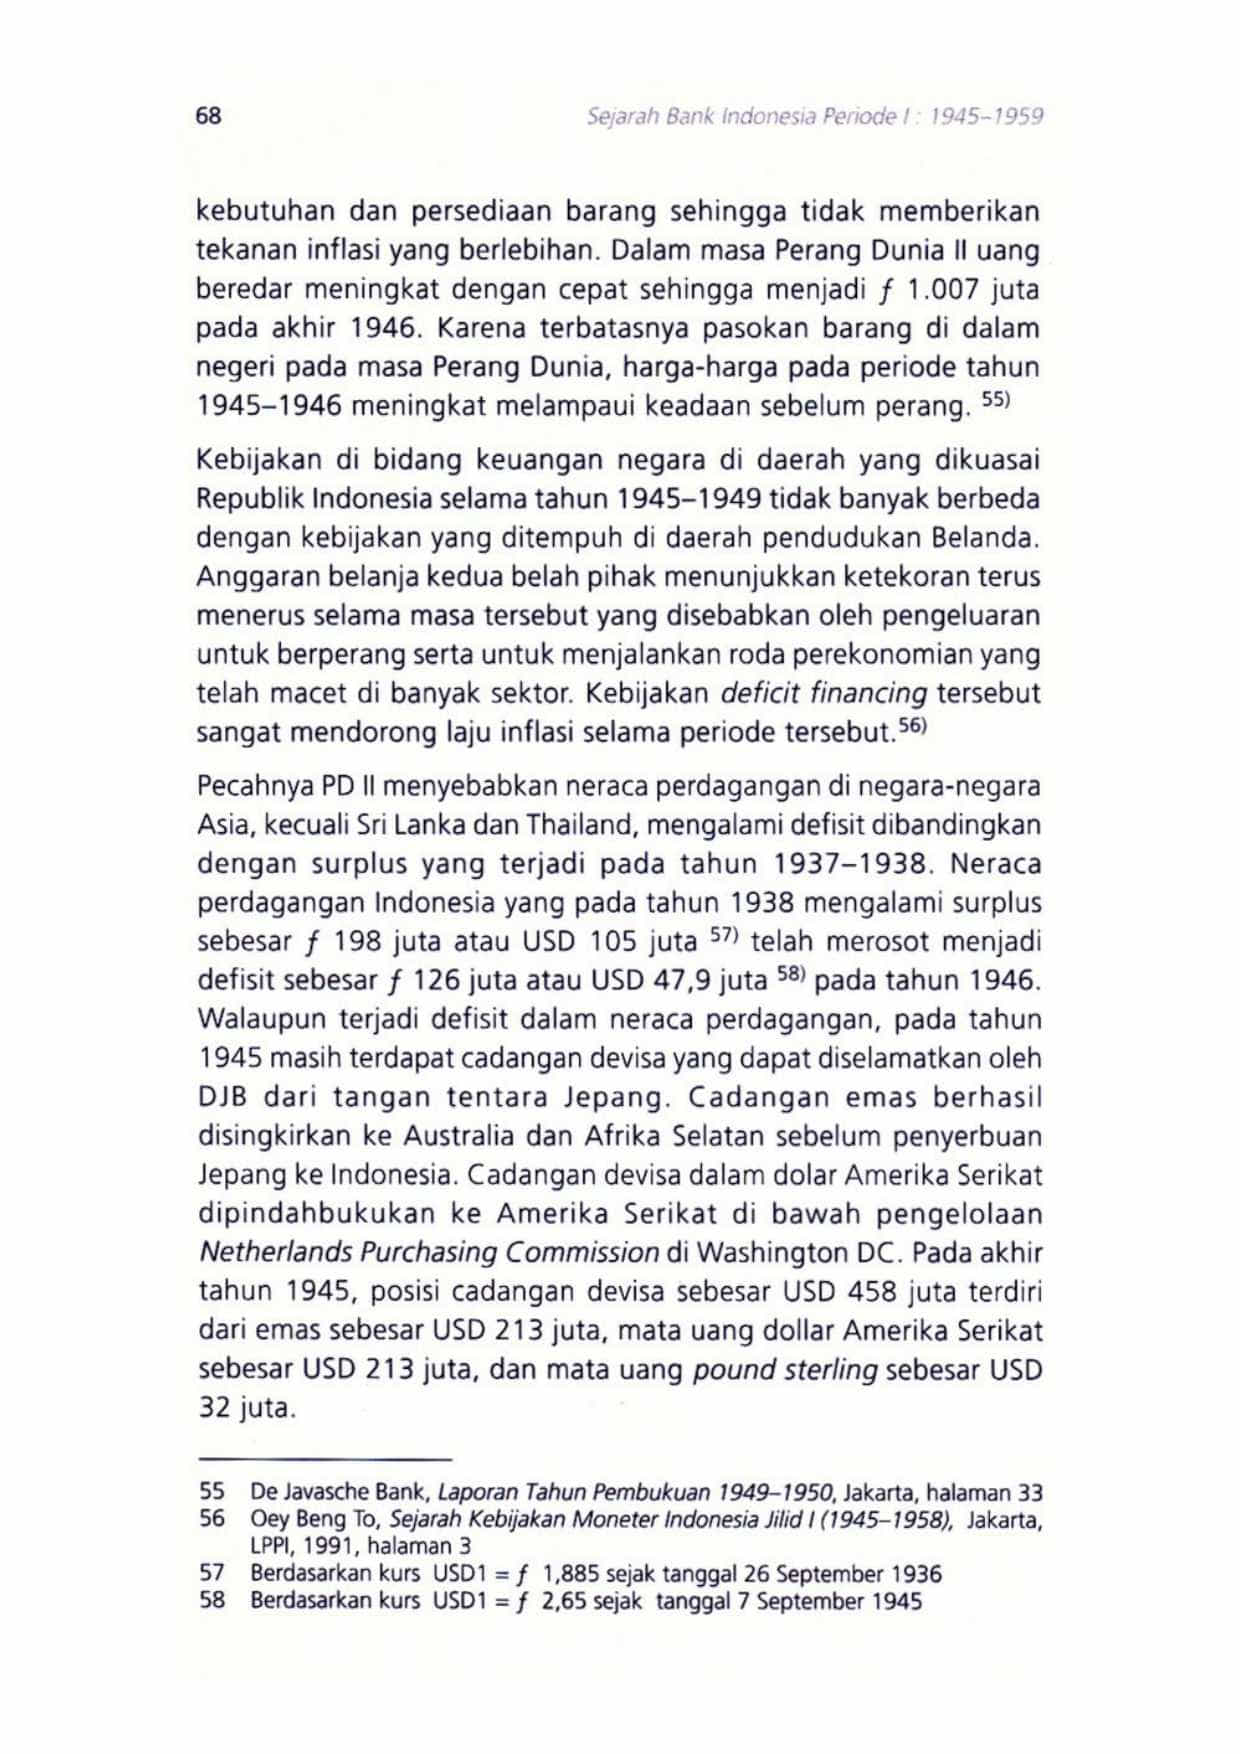 68
Sejarah Bank Indonesia Periode I : 1945–1959
kebutuhan dan persediaan barang sehingga tidak memberikan
tekanan inflasi yang berlebihan. Dalam masa Perang Dunia II uang
beredar meningkat dengan cepat sehingga menjadi ƒ 1.007 juta
pada akhir 1946. Karena terbatasnya pasokan barang di dalam
negeri pada masa Perang Dunia, harga-harga pada periode tahun
1945–1946 meningkat melampaui keadaan sebelum perang. 55)
Kebijakan di bidang keuangan negara di daerah yang dikuasai
Republik Indonesia selama tahun 1945–1949 tidak banyak berbeda
dengan kebijakan yang ditempuh di daerah pendudukan Belanda.
Anggaran belanja kedua belah pihak menunjukkan ketekoran terus
menerus selama masa tersebut yang disebabkan oleh pengeluaran
untuk berperang serta untuk menjalankan roda perekonomian yang
telah macet di banyak sektor. Kebijakan deficit financing tersebut
sangat mendorong laju inflasi selama periode tersebut.56)
Pecahnya PD II menyebabkan neraca perdagangan di negara-negara
Asia, kecuali Sri Lanka dan Thailand, mengalami defisit dibandingkan
dengan surplus yang terjadi pada tahun 1937–1938. Neraca
perdagangan Indonesia yang pada tahun 1938 mengalami surplus
sebesar ƒ 198 juta atau USD 105 juta 57) telah merosot menjadi
defisit sebesar ƒ 126 juta atau USD 47,9 juta 58) pada tahun 1946.
Walaupun terjadi defisit dalam neraca perdagangan, pada tahun
1945 masih terdapat cadangan devisa yang dapat diselamatkan oleh
DJB dari tangan tentara Jepang. Cadangan emas berhasil
disingkirkan ke Australia dan Afrika Selatan sebelum penyerbuan
Jepang ke Indonesia. Cadangan devisa dalam dolar Amerika Serikat
dipindahbukukan ke Amerika Serikat di bawah pengelolaan
Netherlands Purchasing Commission di Washington DC. Pada akhir
tahun 1945, posisi cadangan devisa sebesar USD 458 juta terdiri
dari emas sebesar USD 213 juta, mata uang dollar Amerika Serikat
sebesar USD 213 juta, dan mata uang pound sterling sebesar USD
32 juta.
55 De Javasche Bank, Laporan Tahun Pembukuan 1949–1950, Jakarta, halaman 33
56 Oey Beng To, Sejarah Kebijakan Moneter Indonesia Jilid I (1945–1958), Jakarta,
LPPI, 1991, halaman 3
57 Berdasarkan kurs USD1 = ƒ 1,885 sejak tanggal 26 September 1936
58 Berdasarkan kurs USD1 = ƒ 2,65 sejak tanggal 7 September 1945